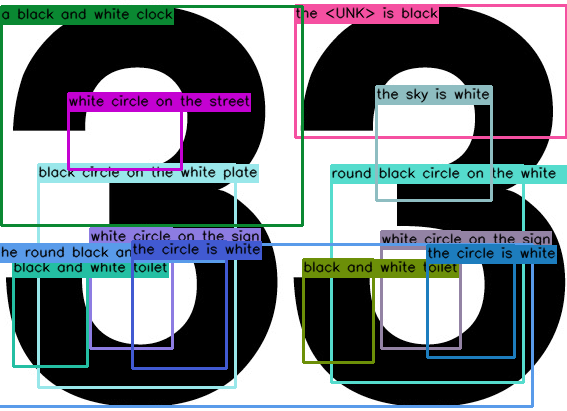 33
a black and white clock
the <UNK> is black
white circle on the street
the sky is white
black circle on the white plate
round black circle on the white
white circle on the sign
white circle on the sign
he round black an
the circle is white
the circle is white
black and white toilet
black and white toilet